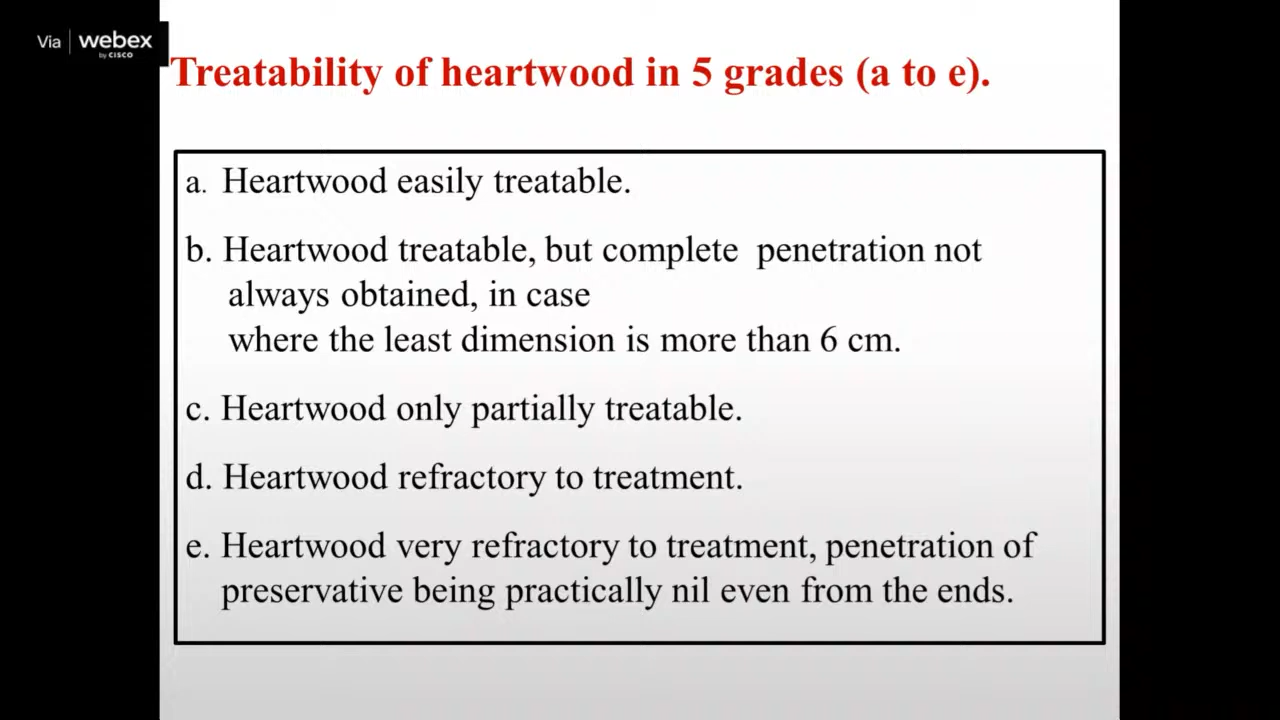 Via webex
by CISCO
Treatability of heartwood in 5 grades (a to e).
a. Heartwood easily treatable.
b. Heartwood treatable, but complete penetration not
always obtained, in case
where the least dimension is more than 6 cm.
c. Heartwood only partially treatable.
d. Heartwood refractory to treatment.
e. Heartwood very refractory to treatment, penetration of
preservative being practically nil even from the ends.